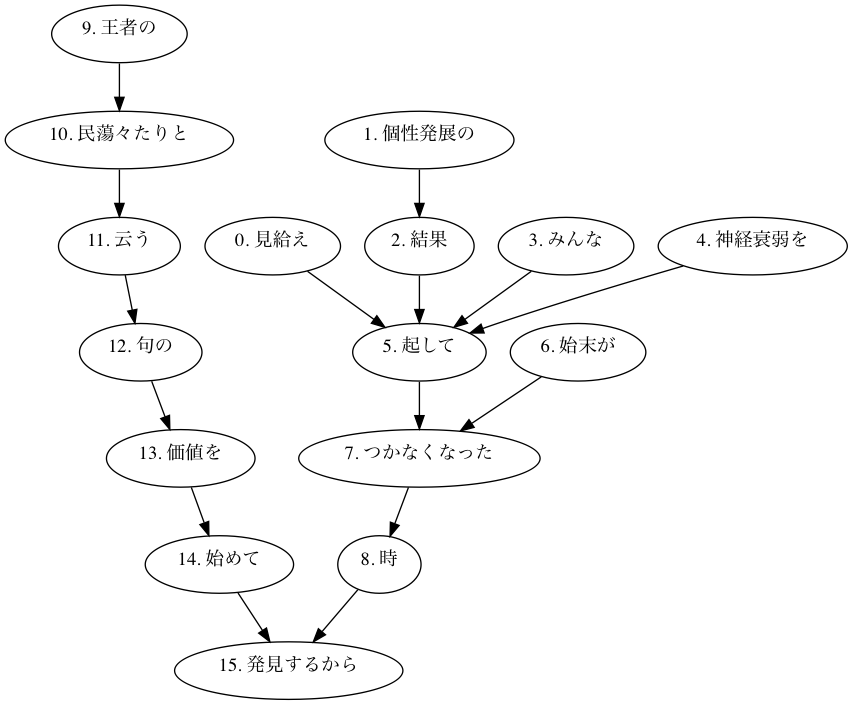 9. 王者の
10. 民蕩々たりと
1. 個性発展の
11. 云う
0. 見給え
2. 結果
3. みんな
4. 神経衰弱を
12. 句の
5. 起して
6. 始末が
13. 価値を
7. つかなくなった
14. 始めて
8. 時
15. 発見するから